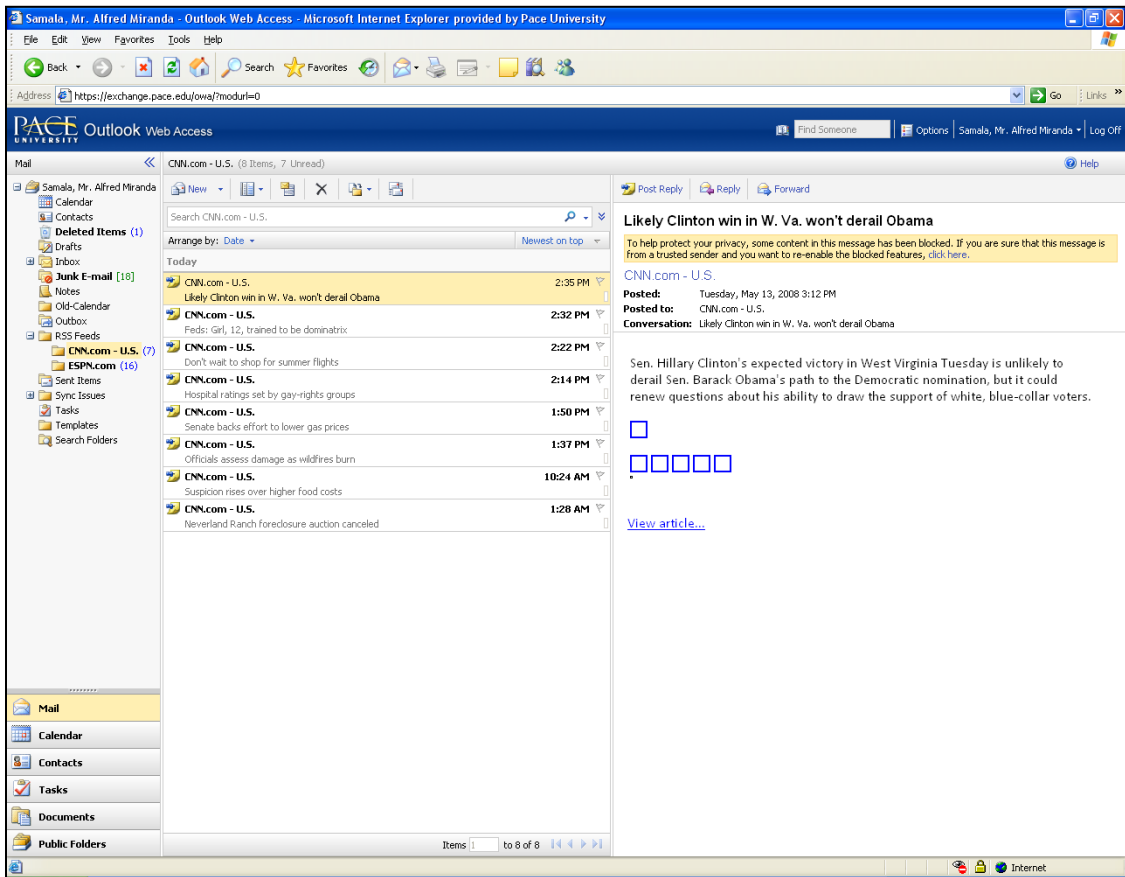 Samala, Mr. Alfred Miranda - Outlook Web Access - Microsoft Internet Explorer provided by Pace University
File Edit View Favorites Tools Help
Back Search Favorites
Address https://exchange.pace.edu/owa/?modurl=0 Go Links »
PACE UNIVERSITY Outlook Web Access Find Someone Options Samala, Mr. Alfred Miranda Log Off
Mail « CNN.com - U.S. (8 Items, 7 Unread) Help
Samala, Mr. Alfred Miranda
Calendar
Contacts
Deleted Items (1)
Drafts
Inbox
Junk E-mail [18]
Notes
Old-Calendar
Outbox
RSS Feeds
CNN.com - U.S. (7)
ESPN.com (16)
Sent Items
Sync Issues
Tasks
Templates
Search Folders
Mail
Calendar
Contacts
Tasks
Documents
Public Folders
New
Search CNN.com - U.S.
Arrange by: Date Newest on top
Today
CNN.com - U.S. 2:35 PM
Likely Clinton win in W. Va. won't derail Obama
CNN.com - U.S. 2:32 PM
Feds: Girl, 12, trained to be dominatrix
CNN.com - U.S. 2:22 PM
Don't wait to shop for summer flights
CNN.com - U.S. 2:14 PM
Hospital ratings set by gay-rights groups
CNN.com - U.S. 1:50 PM
Senate backs effort to lower gas prices
CNN.com - U.S. 1:37 PM
Officials assess damage as wildfires burn
CNN.com - U.S. 10:24 AM
Suspicion rises over higher food costs
CNN.com - U.S. 1:28 AM
Neverland Ranch foreclosure auction canceled
Items 1 to 8 of 8
Post Reply Reply Forward
Likely Clinton win in W. Va. won't derail Obama
To help protect your privacy, some content in this message has been blocked. If you are sure that this message is
from a trusted sender and you want to re-enable the blocked features, click here.
CNN.com - U.S.
Posted: Tuesday, May 13, 2008 3:12 PM
Posted to: CNN.com - U.S.
Conversation: Likely Clinton win in W. Va. won't derail Obama
Sen. Hillary Clinton's expected victory in West Virginia Tuesday is unlikely to
derail Sen. Barack Obama's path to the Democratic nomination, but it could
renew questions about his ability to draw the support of white, blue-collar voters.
View article...
Internet